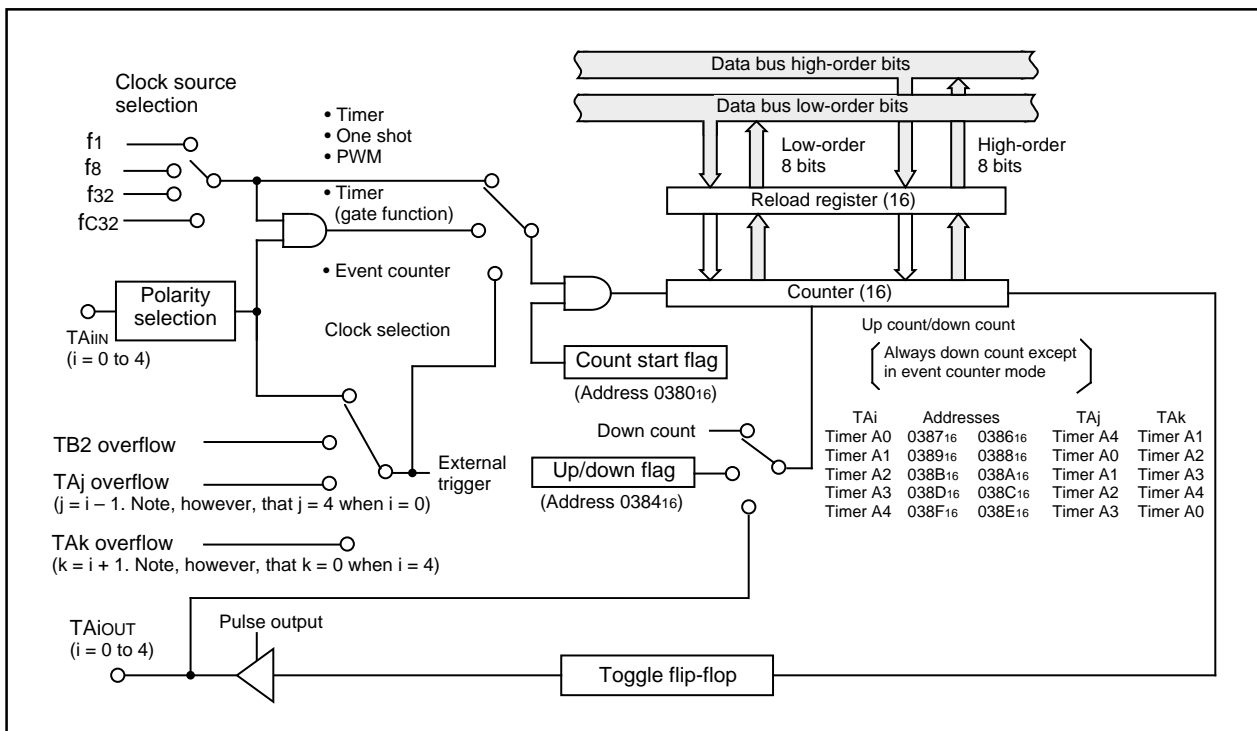 Clock source
selection
f1
f8
f32
fC32
• Timer
• One shot
• PWM
• Timer
(gate function)
• Event counter
Clock selection
Data bus high-order bits
Data bus low-order bits
Low-order
8 bits
High-order
8 bits
Reload register (16)
Counter (16)
Polarity
selection
TAiIN
(i = 0 to 4)
Count start flag
(Address 038016)
Up count/down count
Always down count except
in event counter mode
TB2 overflow
TAj overflow
(j = i – 1. Note, however, that j = 4 when i = 0)
TAk overflow
(k = i + 1. Note, however, that k = 0 when i = 4)
External
trigger
Down count
Up/down flag
(Address 038416)
TAi Addresses TAj TAk
Timer A0 038716 038616 Timer A4 Timer A1
Timer A1 038916 038816 Timer A0 Timer A2
Timer A2 038B16 038A16 Timer A1 Timer A3
Timer A3 038D16 038C16 Timer A2 Timer A4
Timer A4 038F16 038E16 Timer A3 Timer A0
TAiOUT
(i = 0 to 4)
Pulse output
Toggle flip-flop